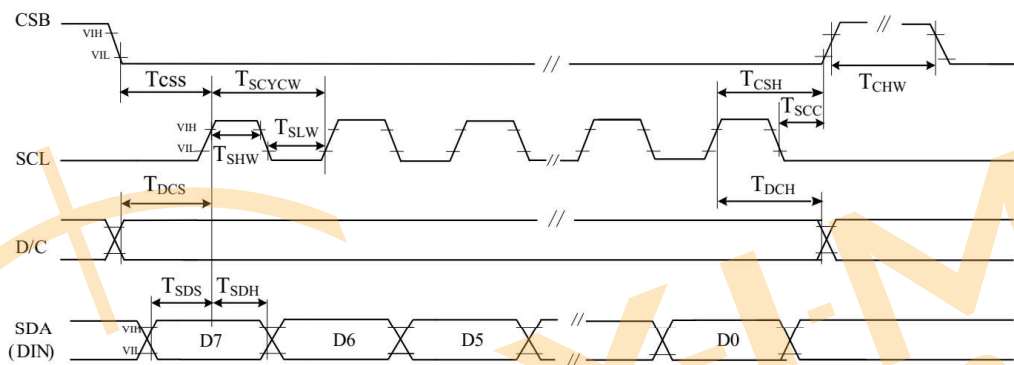 CSB
VIH
VIL
//
//
Tcss
TSCYCW
TCSH
TCHW
TSCC
VIH
VIL
TSHW
TSLW
SCL
//
TDCS
TDCH
//
D/C
TSDS
TSDH
SDA
(DIN)
VIH
VIL
D7
D6
D5
//
//
D0